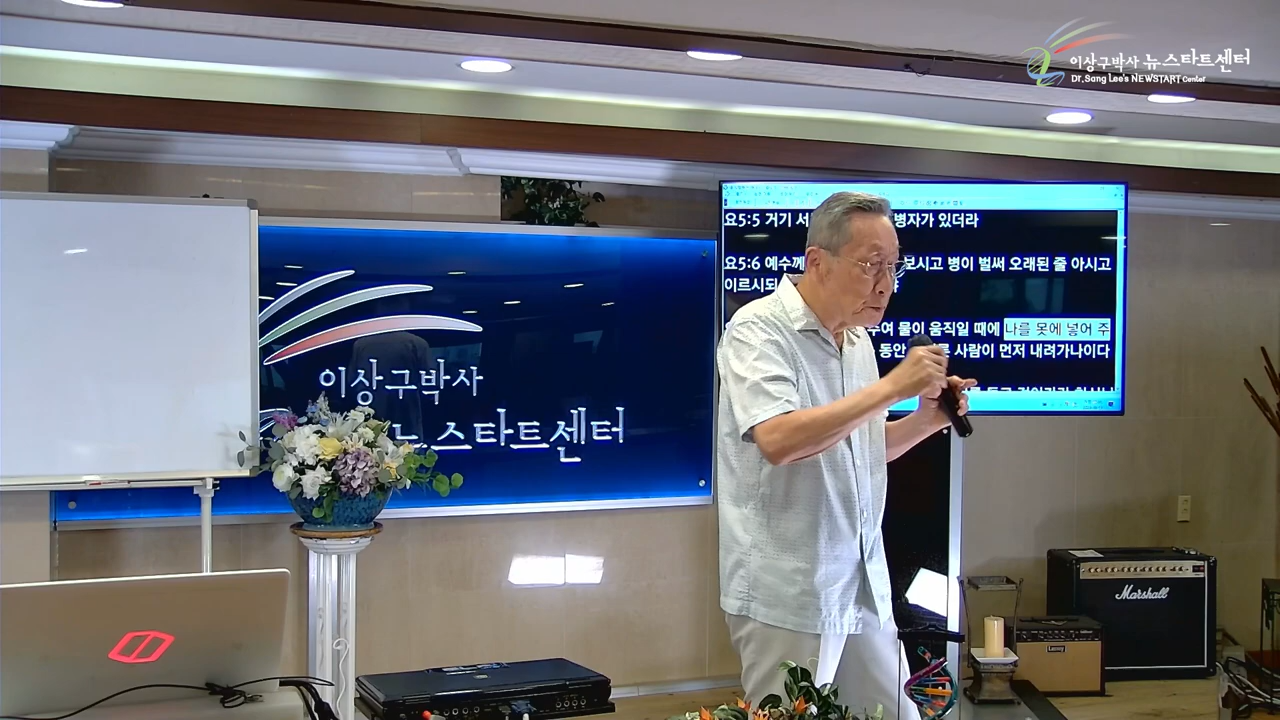 이상구박사 뉴스타트센터
Dr. Sang Lee's NEWSTART Center
요5:5 거기 서 병자가 있더라
요5:6 예수께 보시고 병이 벌써 오래된 줄 아시고
이르시되
물이 움직일 때에 나를 못에 넣어 주
동안 사람이 먼저 내려가나이다
이상구박사
뉴스타트센터
Marshall
Laney